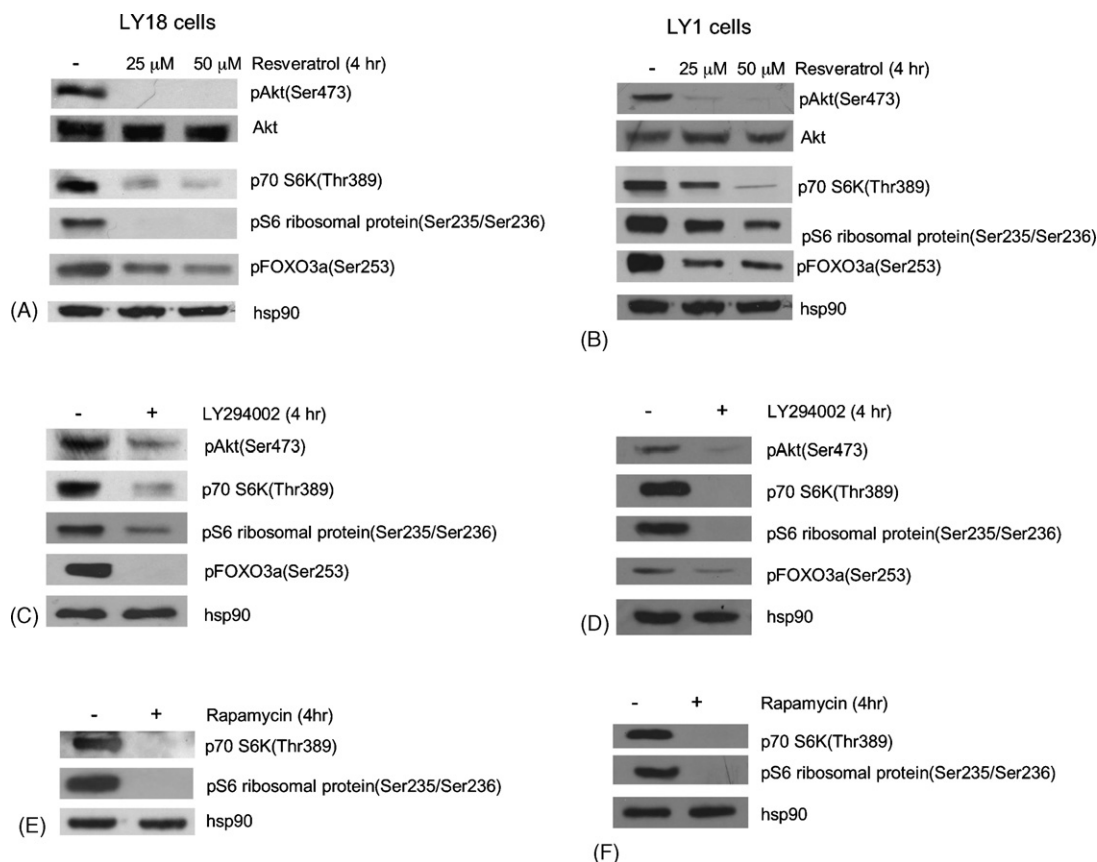 LY18 cells
- 25 μM 50 μM Resveratrol (4 hr)
pAkt(Ser473)
Akt
p70 S6K(Thr389)
pS6 ribosomal protein(Ser235/Ser236)
pFOXO3a(Ser253)
hsp90
(A)
LY1 cells
- 25 μM 50 μM Resveratrol (4 hr)
pAkt(Ser473)
Akt
p70 S6K(Thr389)
pS6 ribosomal protein(Ser235/Ser236)
pFOXO3a(Ser253)
hsp90
(B)
- + LY294002 (4 hr)
pAkt(Ser473)
p70 S6K(Thr389)
pS6 ribosomal protein(Ser235/Ser236)
pFOXO3a(Ser253)
hsp90
(C)
- + LY294002 (4 hr)
pAkt(Ser473)
p70 S6K(Thr389)
pS6 ribosomal protein(Ser235/Ser236)
pFOXO3a(Ser253)
hsp90
(D)
- + Rapamycin (4hr)
p70 S6K(Thr389)
pS6 ribosomal protein(Ser235/Ser236)
hsp90
(E)
- + Rapamycin (4hr)
p70 S6K(Thr389)
pS6 ribosomal protein(Ser235/Ser236)
hsp90
(F)